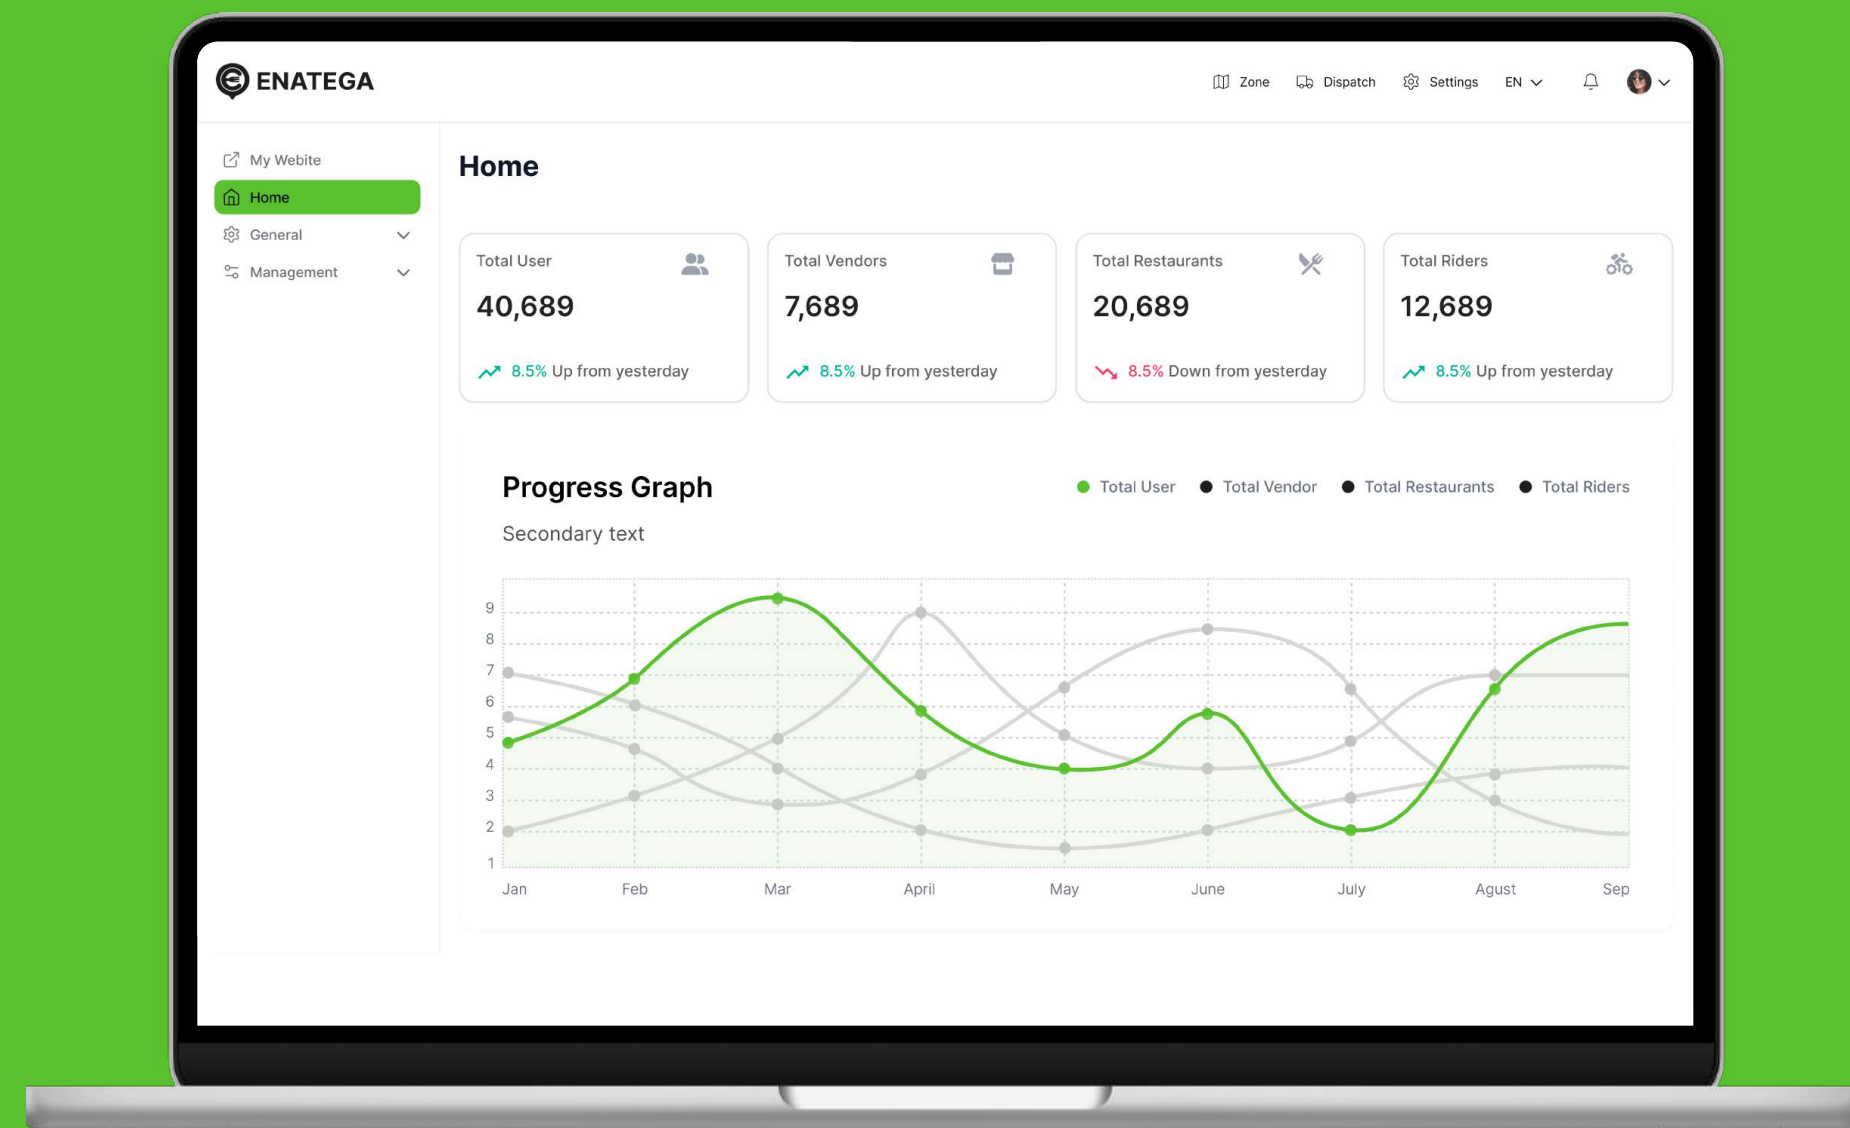 ENATEGA
Zone Dispatch Settings EN
My Webite
Home
General
Management
Home
Total User
40,689
8.5% Up from yesterday
Total Vendors
7,689
8.5% Up from yesterday
Total Restaurants
20,689
8.5% Down from yesterday
Total Riders
12,689
8.5% Up from yesterday
Progress Graph
Total User Total Vendor Total Restaurants Total Riders
Secondary text
9
8
7
6
5
4
3
2
1
Jan Feb Mar April May June July Agust Sep